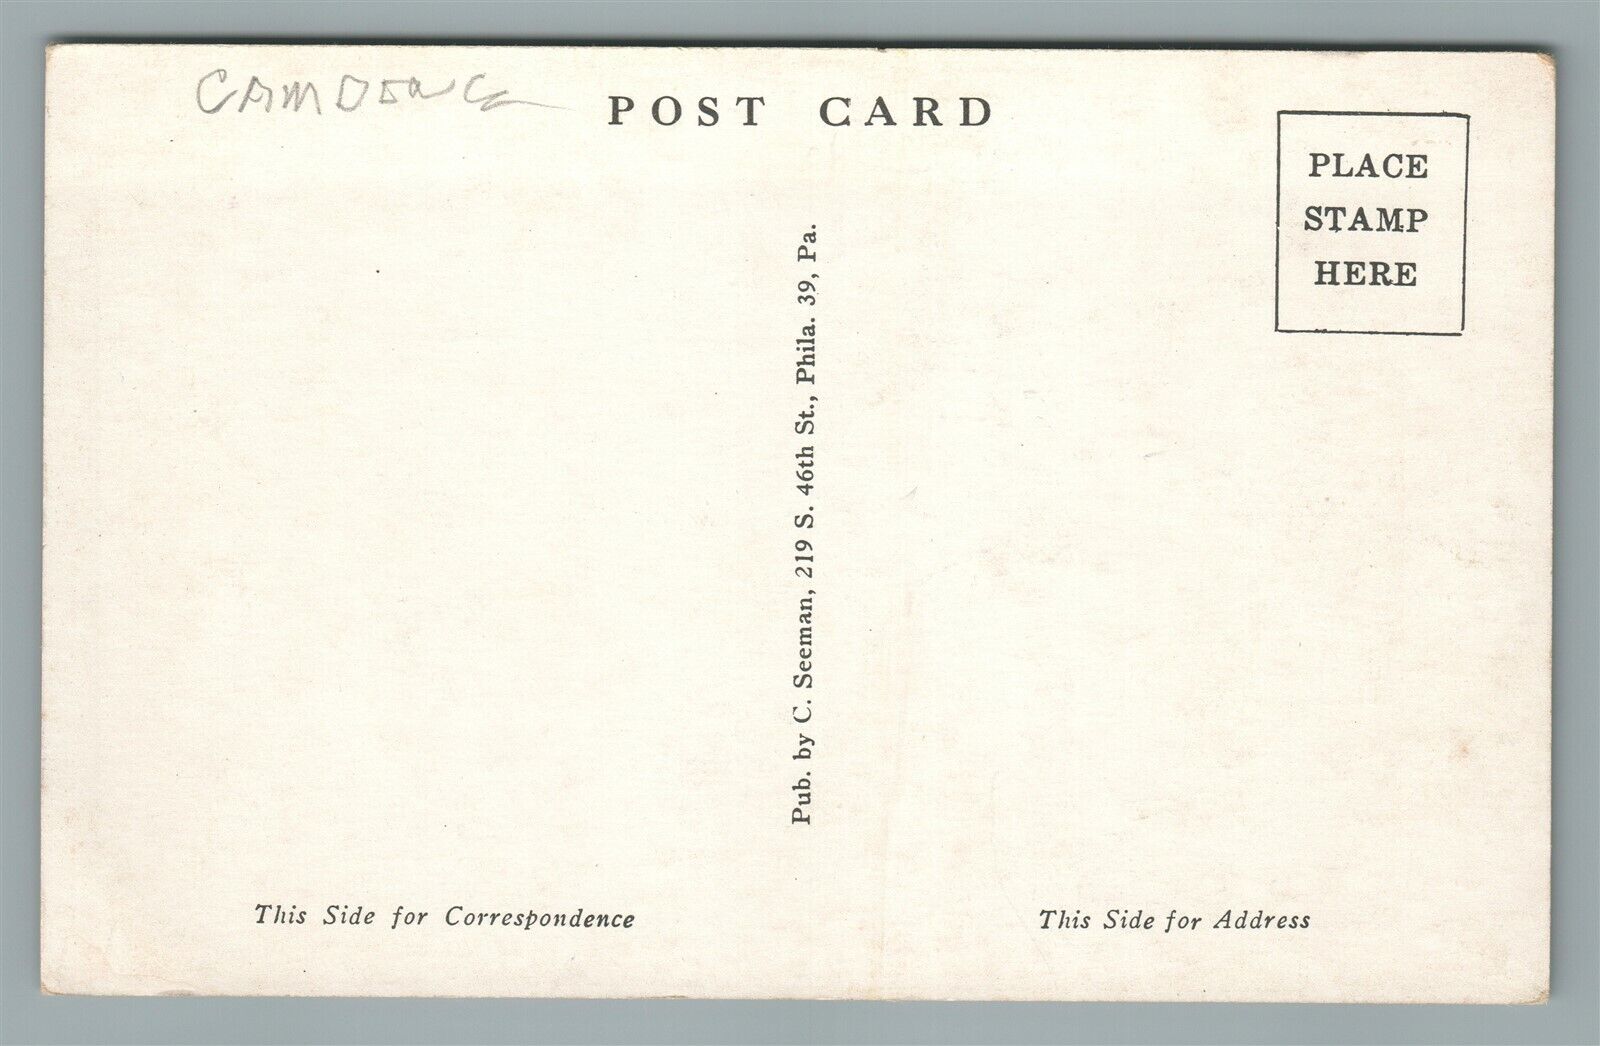 POST CARD
PLACE
STAMP
HERE
Pub. by C. Seeman, 219 S. 46th St., Phila. 39, Pa.
This Side for Correspondence
This Side for Address